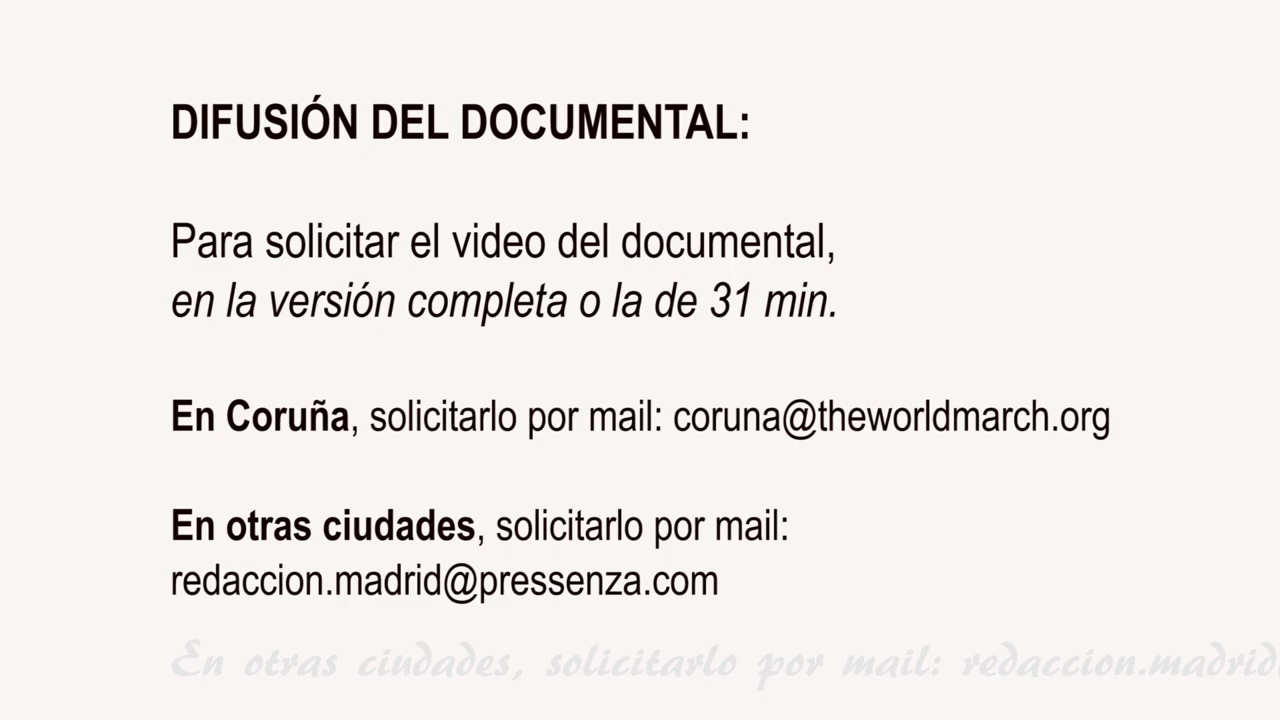 DIFUSIÓN DEL DOCUMENTAL:
Para solicitar el video del documental,
en la versión completa o la de 31 min.
En Coruña, solicitarlo por mail: coruna@theworldmarch.org
En otras ciudades, solicitarlo por mail:
redaccion.madrid@pressenza.com
En otras ciudades, solicitarlo por mail: redaccion.madrid@